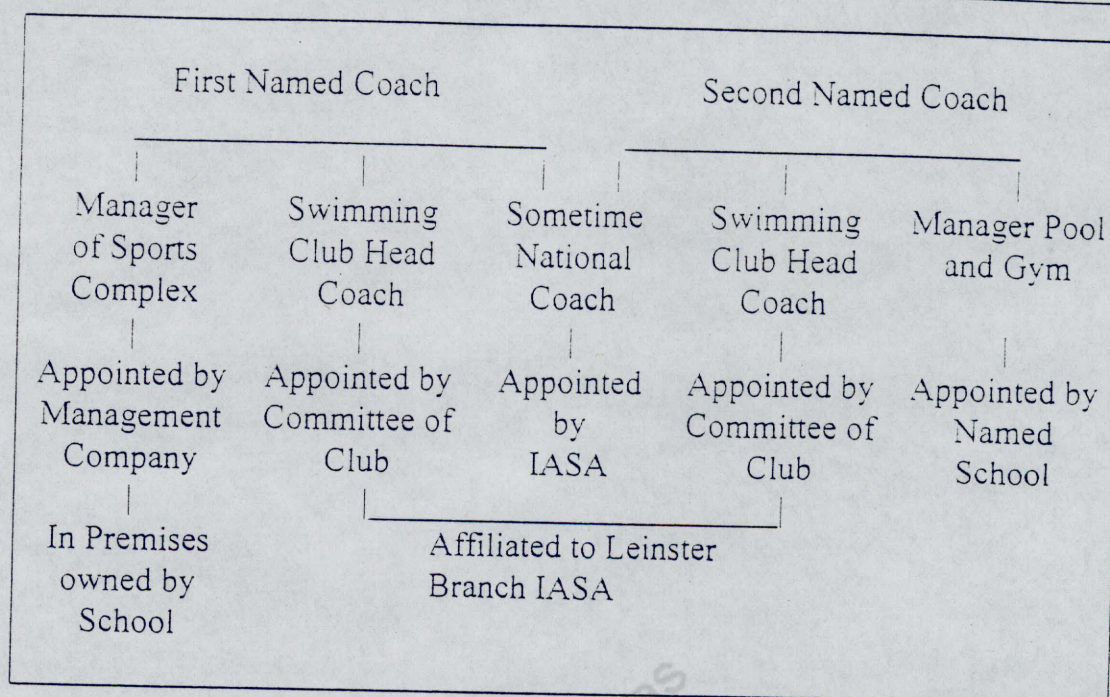 First Named Coach
Second Named Coach
Manager
of Sports
Complex
Swimming
Club Head
Coach
Sometime
National
Coach
Swimming
Club Head
Coach
Manager Pool
and Gym
Appointed by
Management
Company
Appointed by
Committee of
Club
Appointed
by
IASA
Appointed by
Committee of
Club
Appointed by
Named
School
In Premises
owned by
School
Affiliated to Leinster
Branch IASA